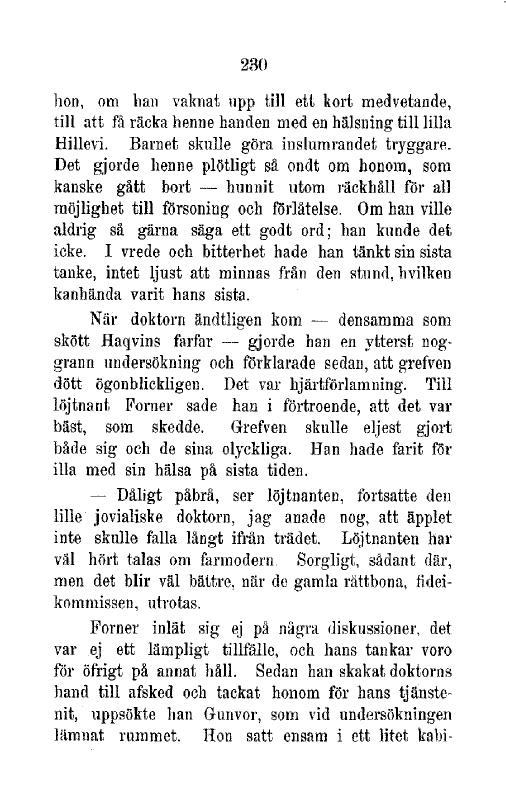 230
hon, om han vaknat upp till ett kort medvetande,
till att få räcka henne handen med en hälsning till lilla
Hillevi. Barnet skulle göra inslumrandet tryggare.
Det gjorde henne plötligt så ondt om honom, som
kanske gått bort — hunnit utom räckhåll för all
möjlighet till försoning och förlåtelse. Om han ville
aldrig så gärna säga ett godt ord; han kunde det
icke. I vrede och bitterhet hade han tänkt sin sista
tanke, intet ljust att minnas från den stund, hvilken
kanhända varit hans sista.
När doktorn ändtligen kom — densamma som
skött Haqvins farfar — gjorde han en ytterst nog-
grann undersökning och förklarade sedan, att grefven
dött ögonblickligen. Det var hjärtförlamning. Till
löjtnant Forner sade han i förtroende, att det var
bäst, som skedde. Grefven skulle eljest gjort
både sig och de sina olyckliga. Han hade farit för
illa med sin hälsa på sista tiden.
— Dåligt påbrå, ser löjtnanten, fortsatte den
lille jovialiske doktorn, jag anade nog, att äpplet
inte skulle falla långt ifrån trädet. Löjtnanten har
väl hört talas om farmodern. Sorgligt, sådant där,
men det blir väl bättre, när de gamla råttbona, fidei-
kommissen, utrotas.
Forner inlät sig ej på några diskussioner, det
var ej ett lämpligt tillfälle, och hans tankar voro
för öfrigt på annat håll. Sedan han skakat doktorns
hand till afsked och tackat honom för hans tjänste-
nit, uppsökte han Gunvor, som vid undersökningen
lämnat rummet. Hon satt ensam i ett litet kabi-